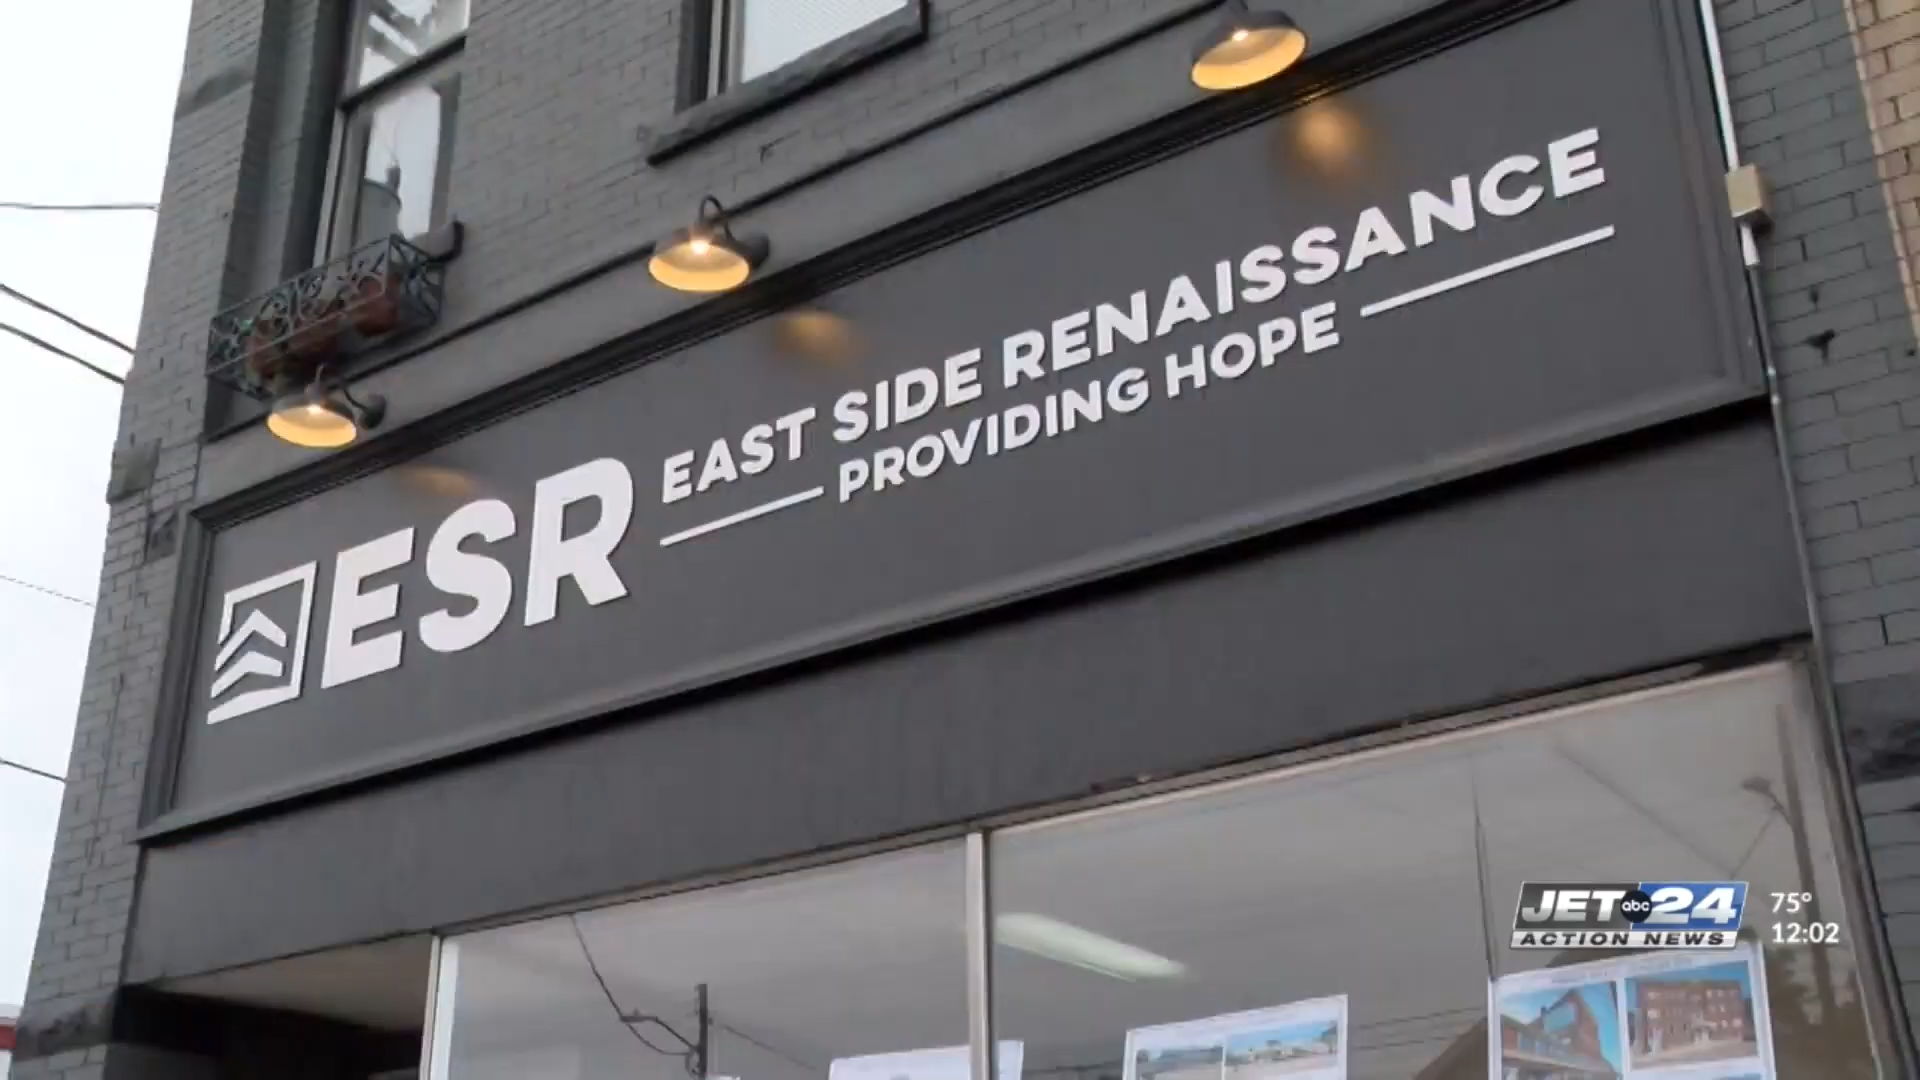 ESR
EAST SIDE RENAISSANCE
PROVIDING HOPE
JET abc 24
ACTION NEWS
75°
12:02